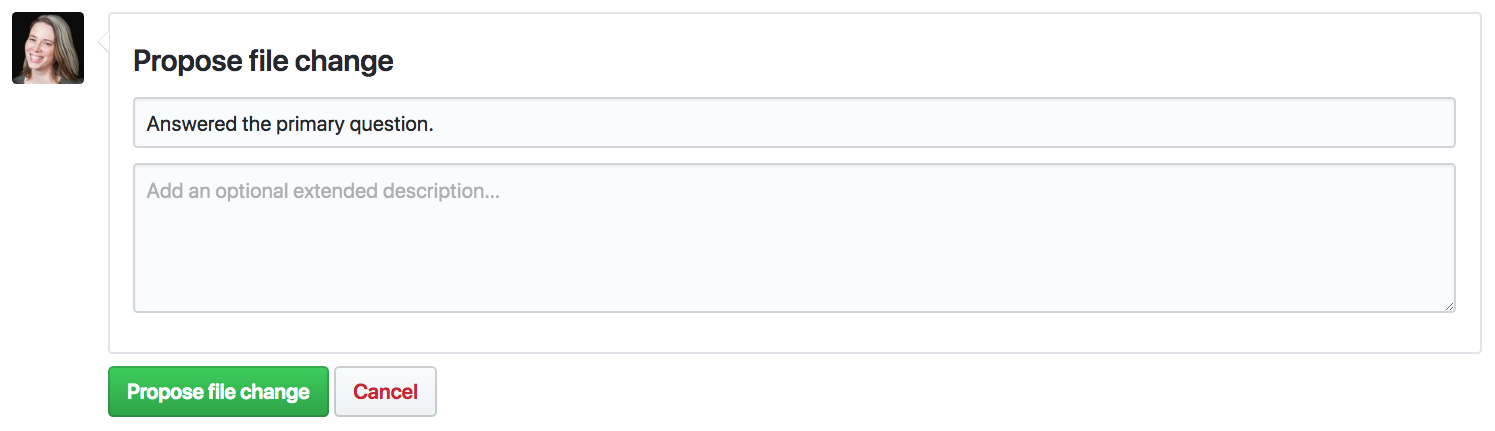 Propose file change
Answered the primary question.
Add an optional extended description...
Propose file change
Cancel